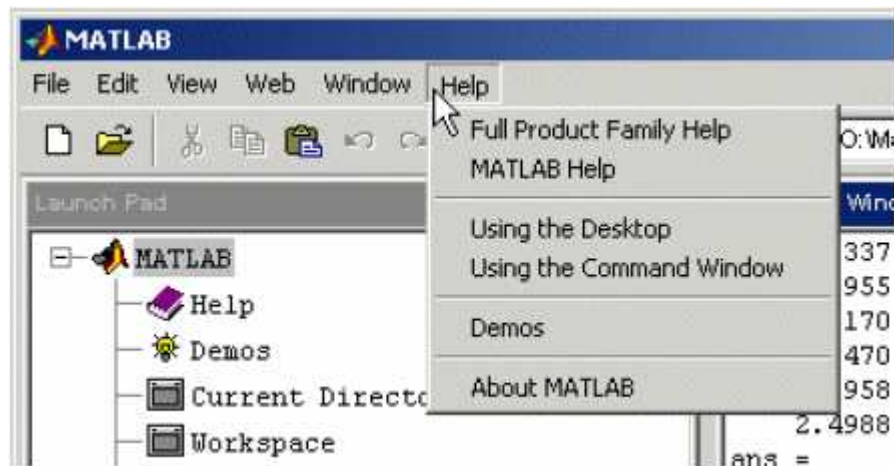 MATLAB
File Edit View Web Window Help
Full Product Family Help
MATLAB Help
Using the Desktop
Using the Command Window
Demos
About MATLAB
Launch Pad
MATLAB
Help
Demos
Current Directo
Workspace
O:\Ma
Wind
337
955
170
470
958
2.4988
ans =